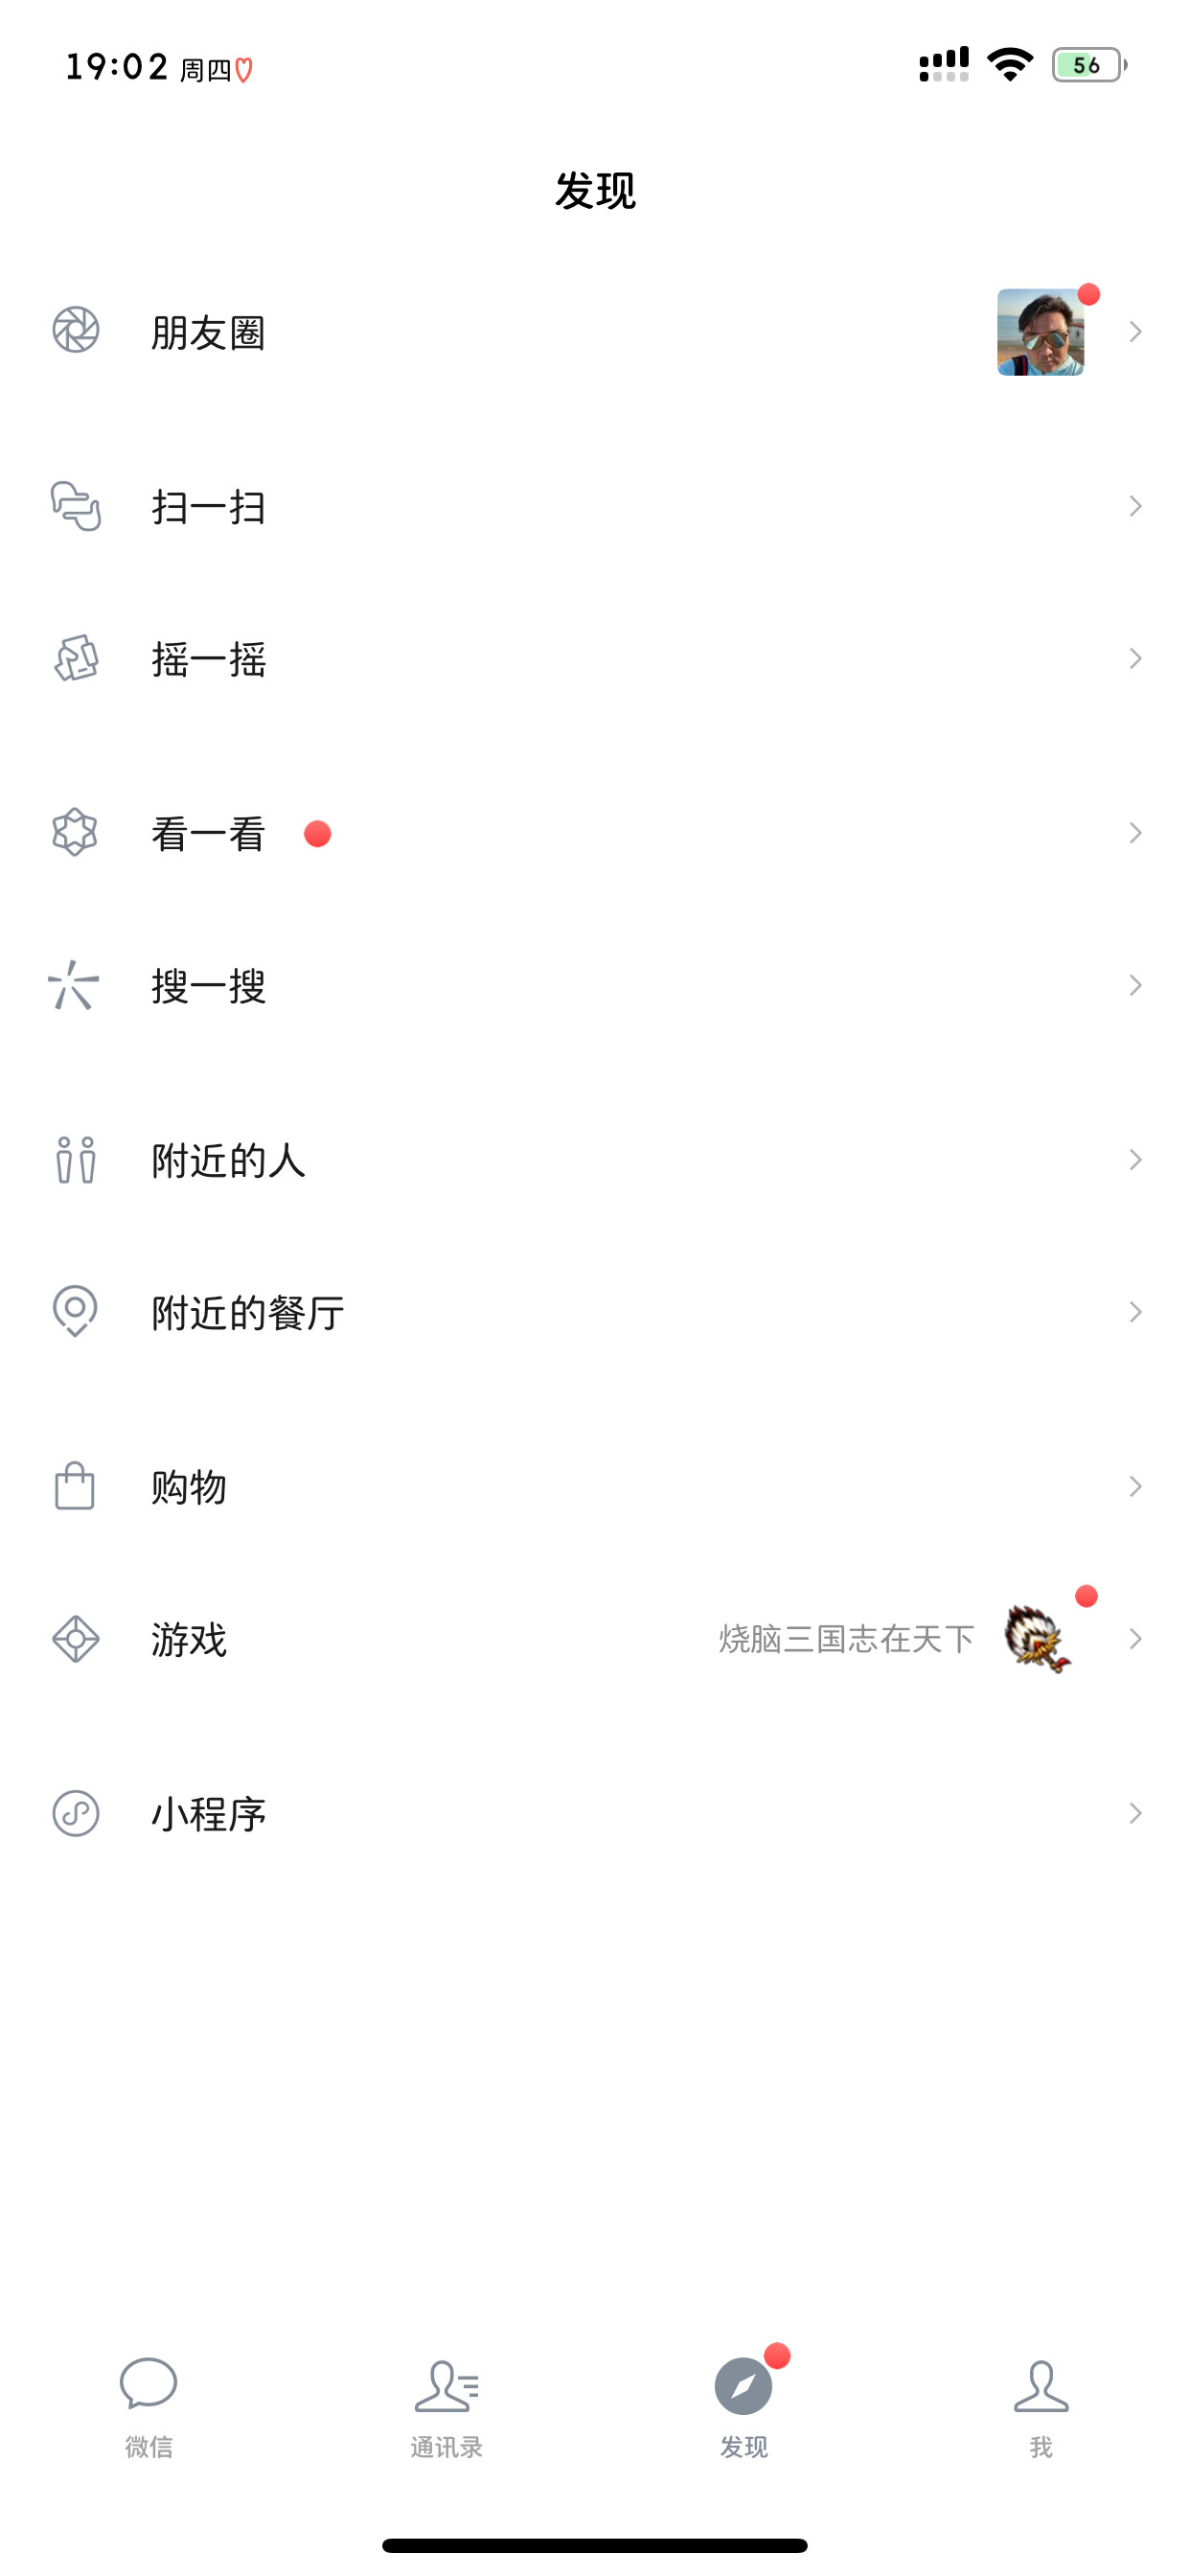 19:02 周四
56
发现
朋友圈
扫一扫
摇一摇
看一看
搜一搜
附近的人
附近的餐厅
购物
游戏 烧脑三国志在天下
小程序
微信 通讯录 发现 我